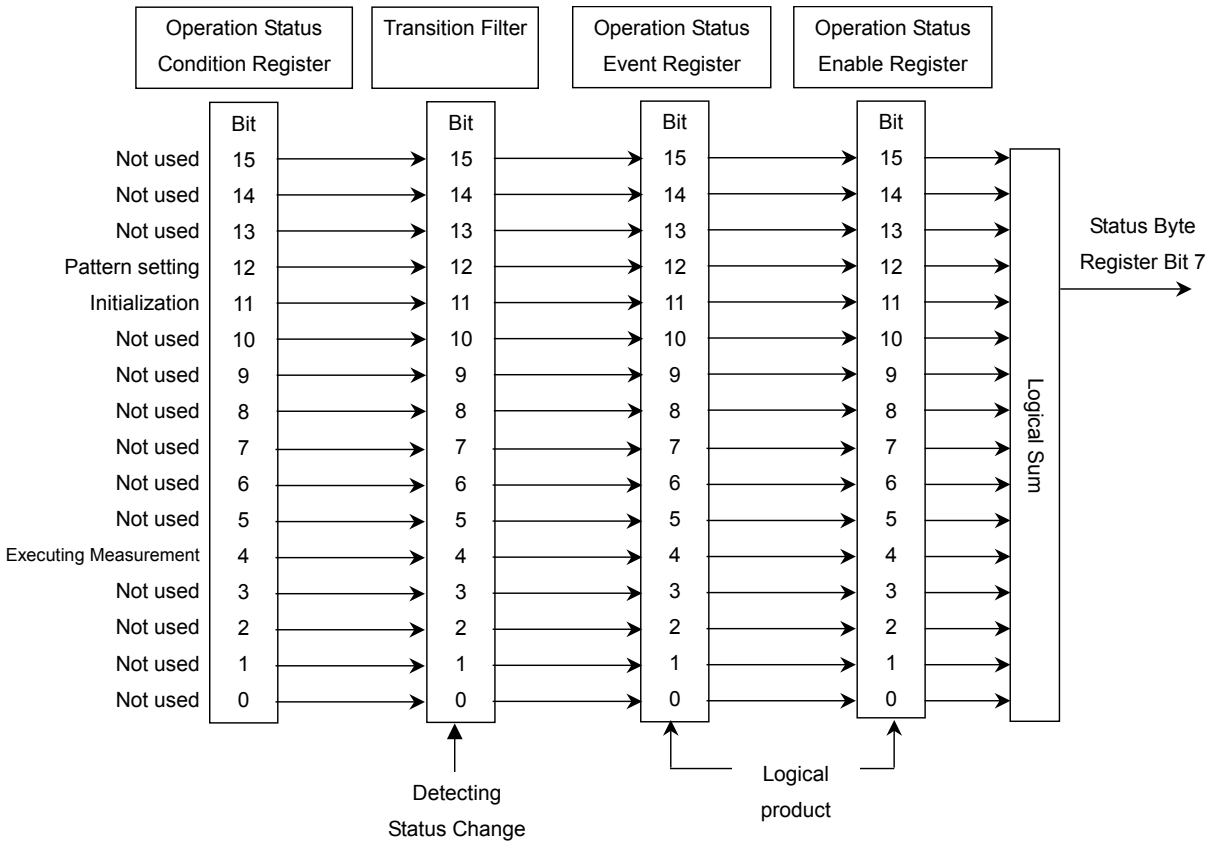 Operation Status
Condition Register
Transition Filter
Operation Status
Event Register
Operation Status
Enable Register
Bit Bit Bit Bit
Not used 15 15 15 15
Not used 14 14 14 14
Not used 13 13 13 13
Pattern setting 12 12 12 12
Initialization 11 11 11 11
Not used 10 10 10 10
Not used 9 9 9 9
Not used 8 8 8 8
Not used 7 7 7 7
Not used 6 6 6 6
Not used 5 5 5 5
Executing Measurement 4 4 4 4
Not used 3 3 3 3
Not used 2 2 2 2
Not used 1 1 1 1
Not used 0 0 0 0
Logical Sum
Status Byte
Register Bit 7
Detecting
Status Change
Logical
product